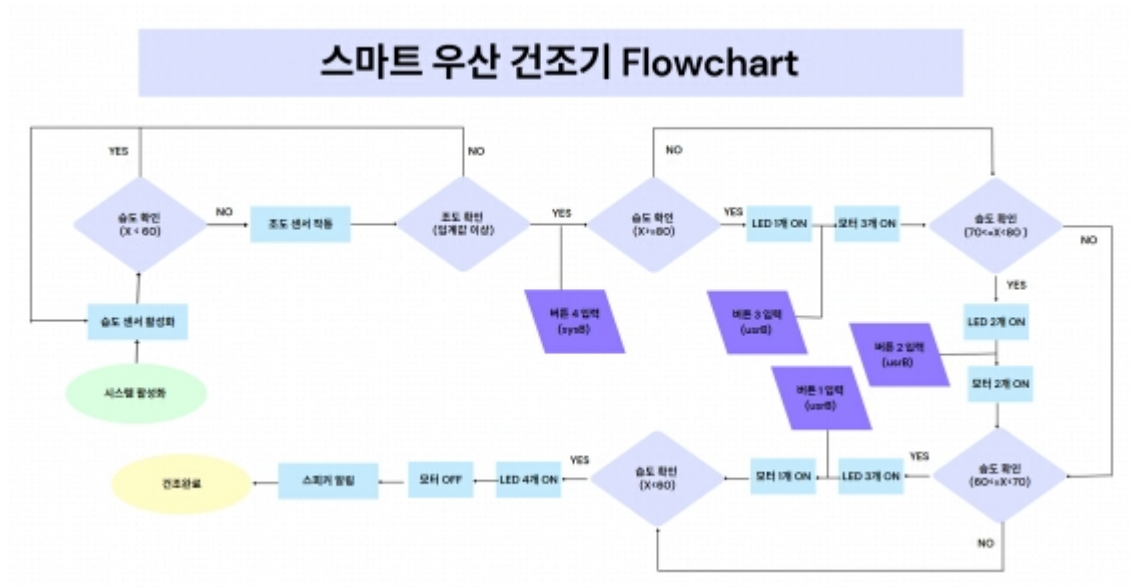 스마트 우산 건조기 Flowchart
YES
NO
NO
습도 확인
(X < 60)
NO
조도 센서 작동
조도 확인
(임계값 이상)
YES
습도 확인
(X>=80)
YES
LED 1개 ON
모터 3개 ON
습도 확인
(70<=X<80 )
NO
YES
습도 센서 활성화
버튼 4 입력
(sysB)
버튼 3 입력
(usrB)
LED 2개 ON
버튼 2 입력
(usrB)
시스템 활성화
버튼 1 입력
(usrB)
모터 2개 ON
건조완료
스피커 알림
모터 OFF
LED 4개 ON
YES
습도 확인
(X<60)
모터 1개 ON
LED 3개 ON
YES
습도 확인
(60<=X<70)
NO